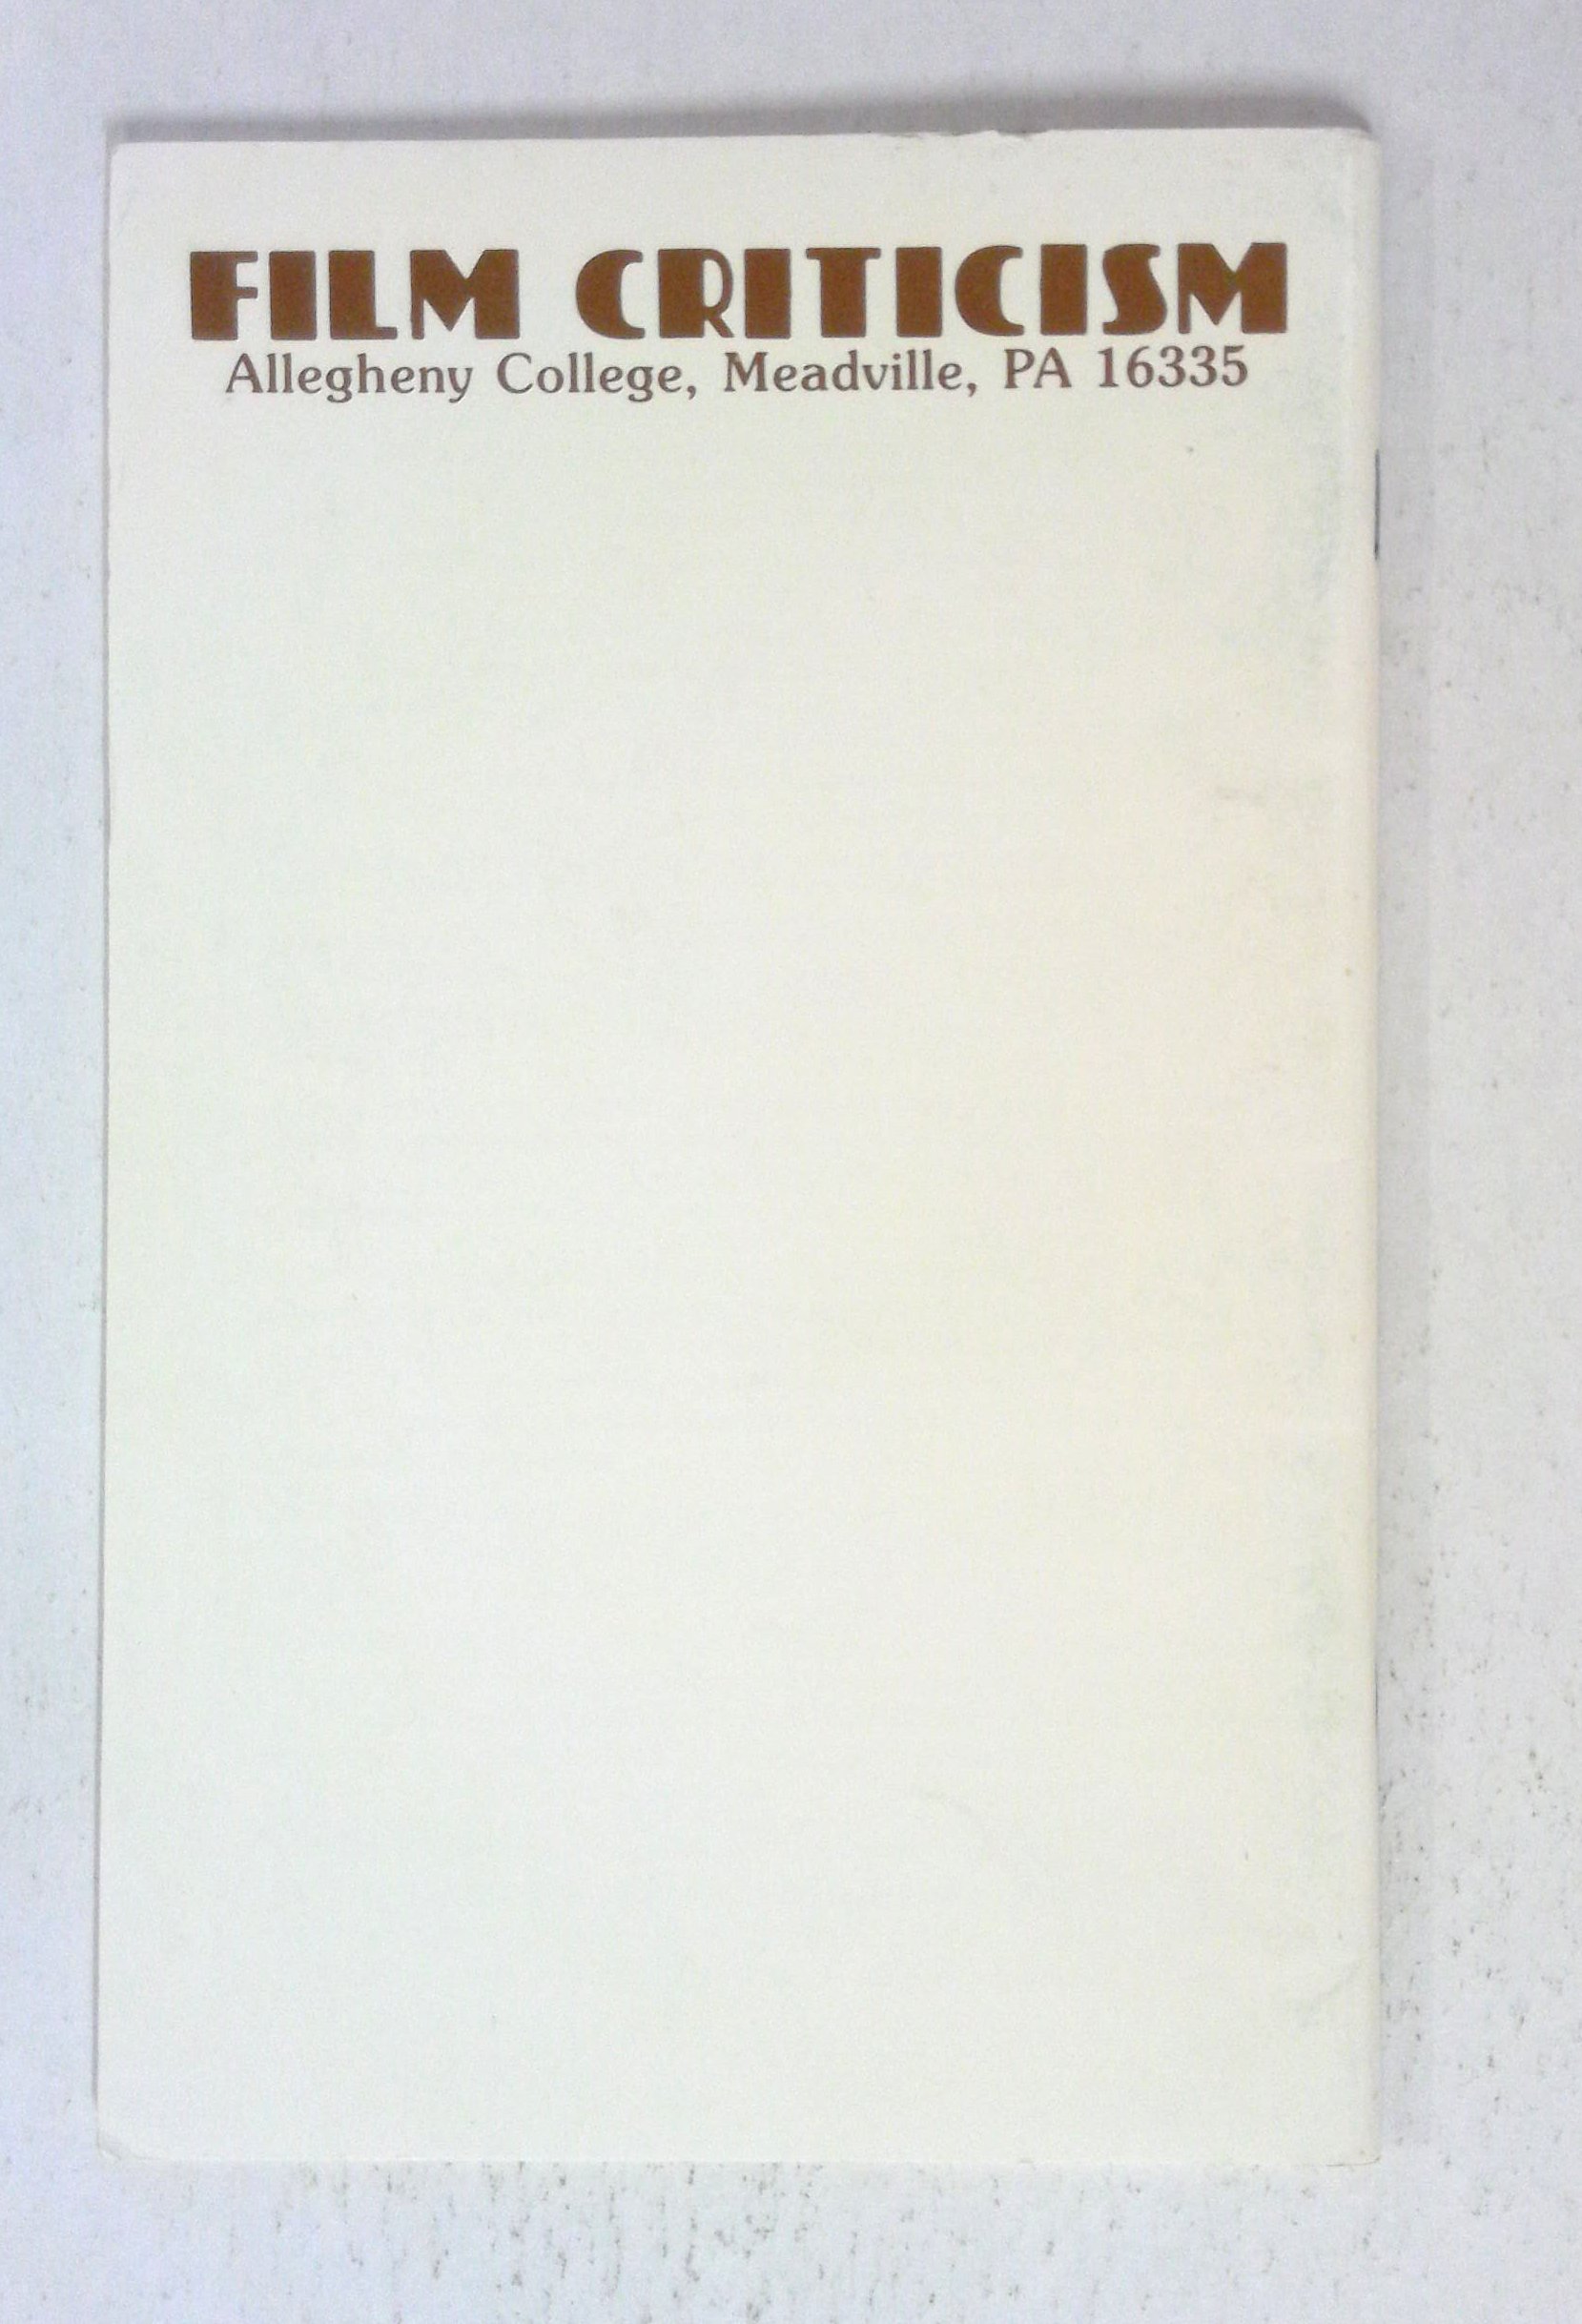 FILM CRITICISM
Allegheny College, Meadville, PA 16335